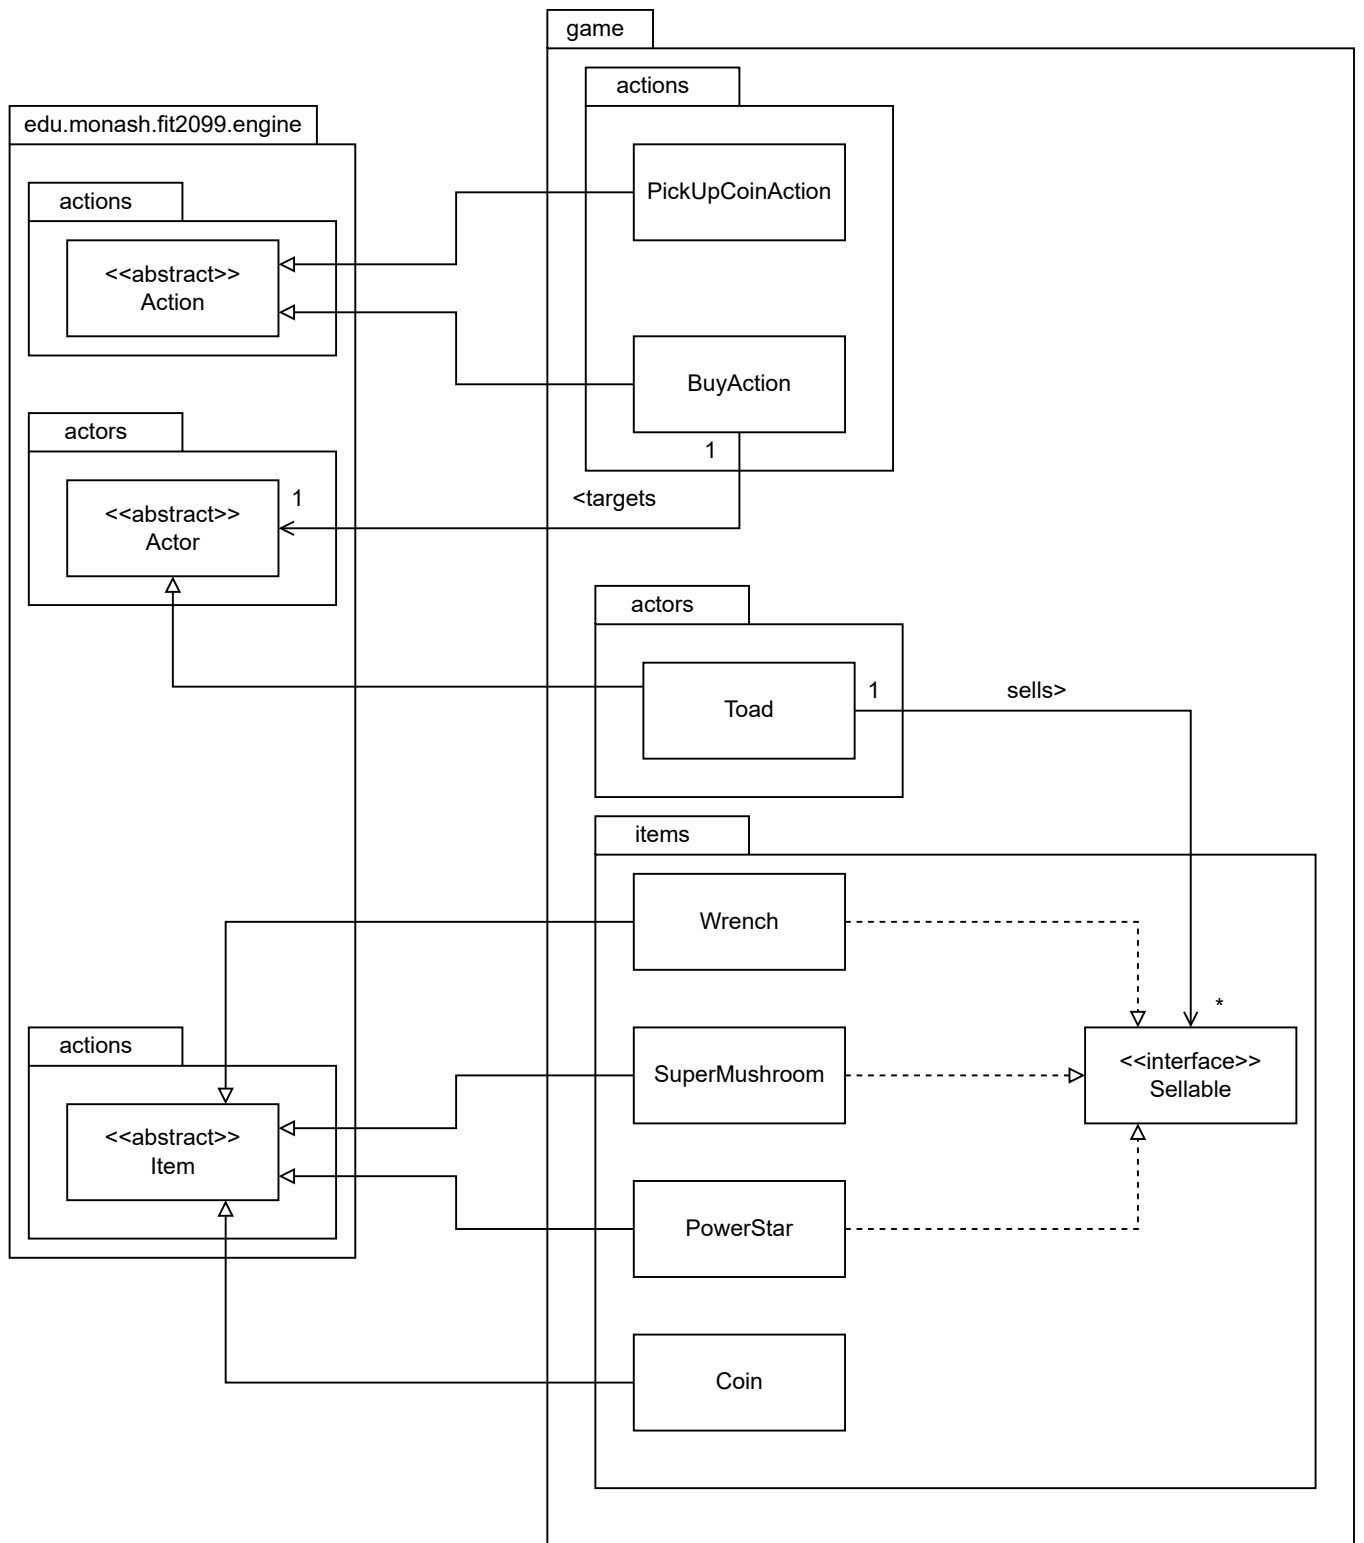 game
actions
edu.monash.fit2099.engine
PickUpCoinAction
actions
<<abstract>>
Action
BuyAction
actors
1
<<abstract>>
Actor
1
<targets
actors
Toad
1
sells>
items
Wrench
*
actions
SuperMushroom
<<interface>>
Sellable
<<abstract>>
Item
PowerStar
Coin